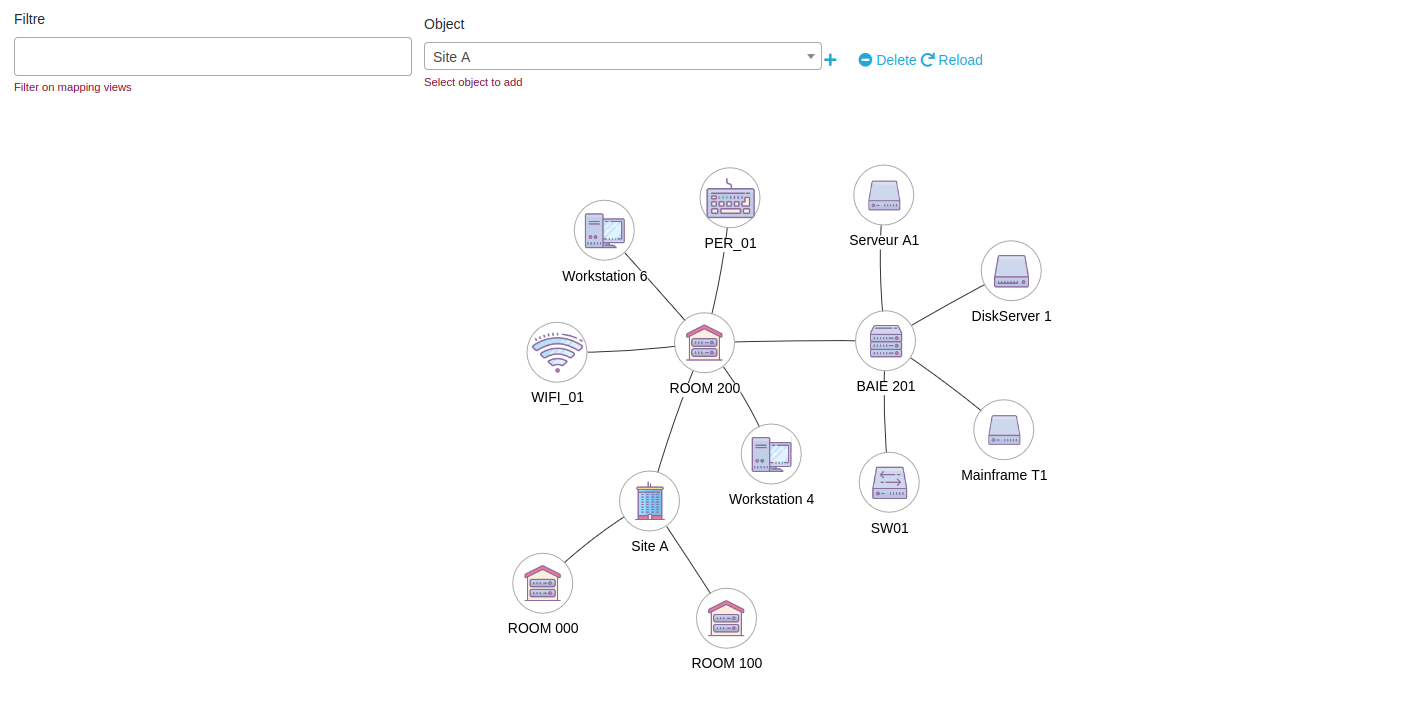 Filtre
Object
Site A
Delete Reload
Filter on mapping views
Select object to add
PER_01
Serveur A1
Workstation 6
DiskServer 1
ROOM 200
BAIE 201
WIFI_01
Mainframe T1
Workstation 4
SW01
Site A
ROOM 000
ROOM 100